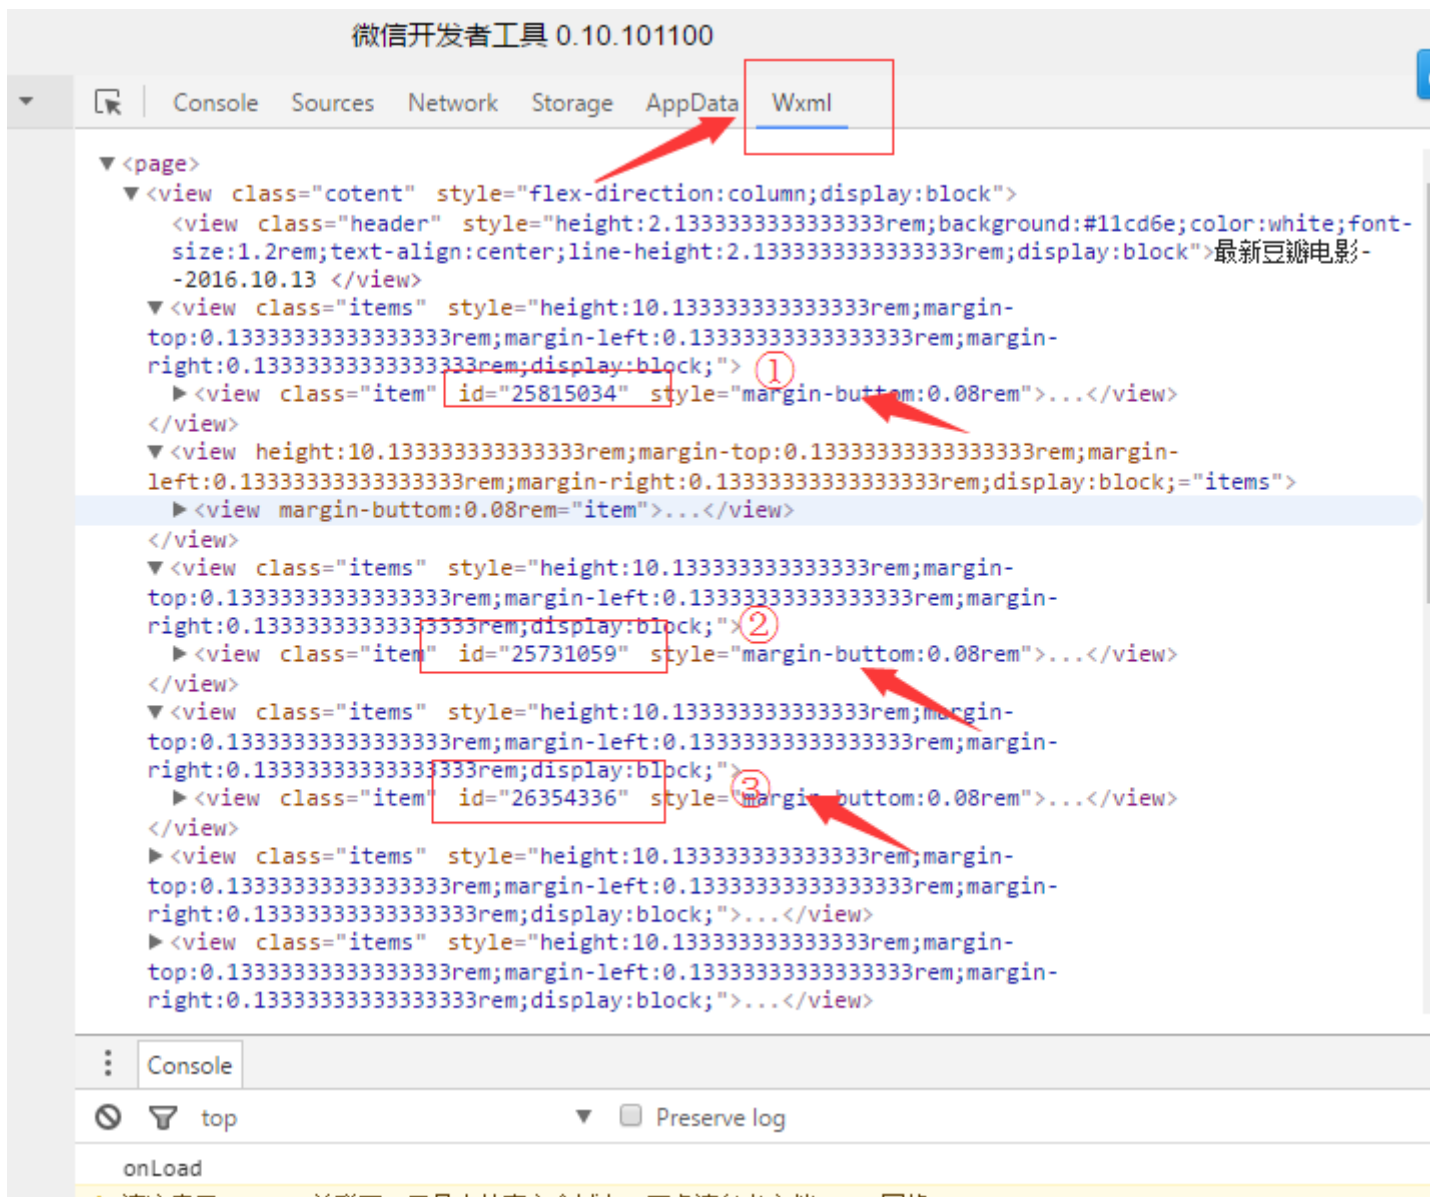 微信开发者工具 0.10.101100
Console Sources Network Storage AppData Wxml
▼<page>
▼<view class="cotent" style="flex-direction:column;display:block">
<view class="header" style="height:2.1333333333333333rem;background:#11cd6e;color:white;font-
size:1.2rem;text-align:center;line-height:2.1333333333333333rem;display:block">最新豆瓣电影-
-2016.10.13 </view>
▼<view class="items" style="height:10.133333333333333rem;margin-
top:0.13333333333333333rem;margin-left:0.13333333333333333rem;margin-
right:0.13333333333333333rem;display:block;"> ①
▶<view class="item" id="25815034" style="margin-buttom:0.08rem">...</view>
</view>
▼<view height:10.133333333333333rem;margin-top:0.13333333333333333rem;margin-
left:0.13333333333333333rem;margin-right:0.13333333333333333rem;display:block;="items">
▶<view margin-buttom:0.08rem="item">...</view>
</view>
▼<view class="items" style="height:10.133333333333333rem;margin-
top:0.13333333333333333rem;margin-left:0.13333333333333333rem;margin-
right:0.13333333333333333rem;display:block;"> ②
▶<view class="item" id="25731059" style="margin-buttom:0.08rem">...</view>
</view>
▼<view class="items" style="height:10.133333333333333rem;margin-
top:0.13333333333333333rem;margin-left:0.13333333333333333rem;margin-
right:0.13333333333333333rem;display:block;"> ③
▶<view class="item" id="26354336" style="margin-buttom:0.08rem">...</view>
</view>
▶<view class="items" style="height:10.133333333333333rem;margin-
top:0.13333333333333333rem;margin-left:0.13333333333333333rem;margin-
right:0.13333333333333333rem;display:block;">...</view>
▶<view class="items" style="height:10.133333333333333rem;margin-
top:0.13333333333333333rem;margin-left:0.13333333333333333rem;margin-
right:0.13333333333333333rem;display:block;">...</view>
Console
top ▼ Preserve log
onLoad